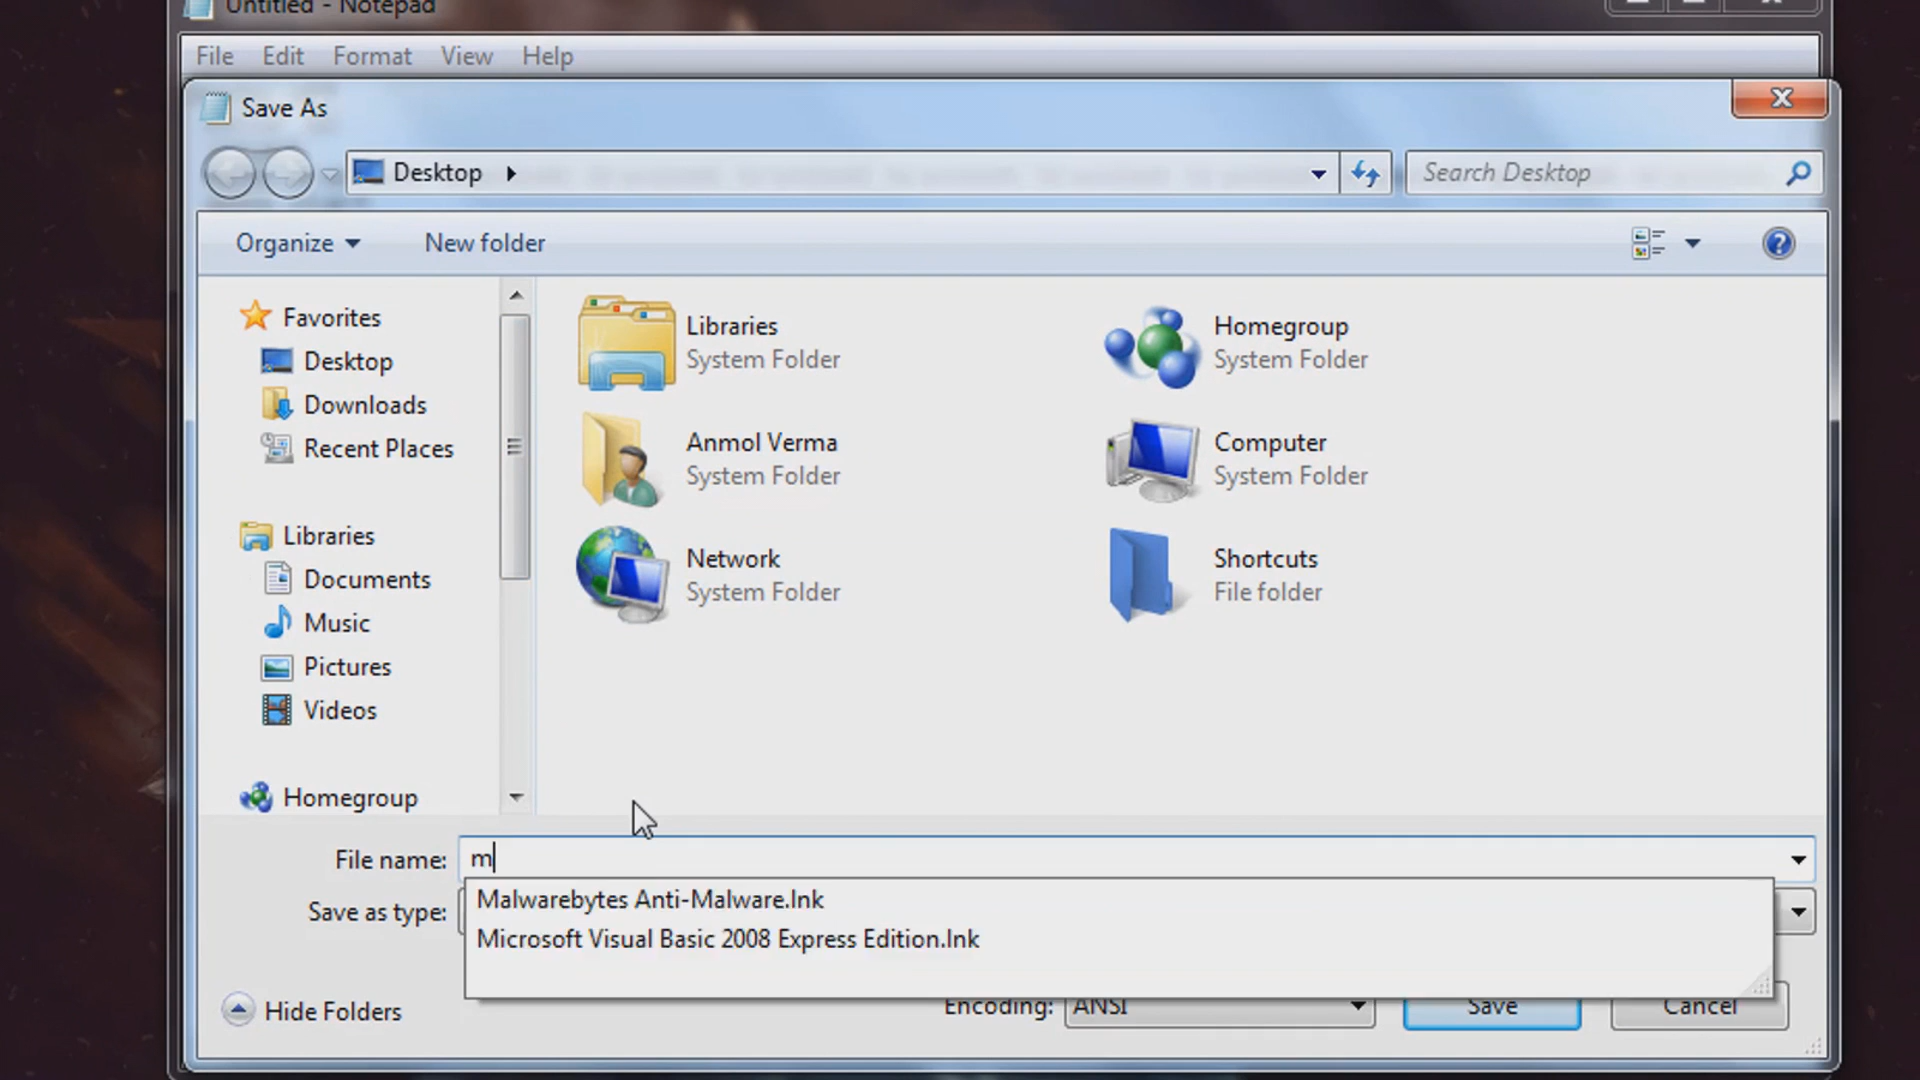 Untitled - Notepad
File Edit Format View Help
Save As
Desktop
Search Desktop
Organize New folder
Favorites
Desktop
Downloads
Recent Places
Libraries
Documents
Music
Pictures
Videos
Homegroup
Libraries
System Folder
Homegroup
System Folder
Anmol Verma
System Folder
Computer
System Folder
Network
System Folder
Shortcuts
File folder
File name: m
Save as type:
Malwarebytes Anti-Malware.lnk
Microsoft Visual Basic 2008 Express Edition.lnk
Hide Folders Encoding: ANSI Save Cancel